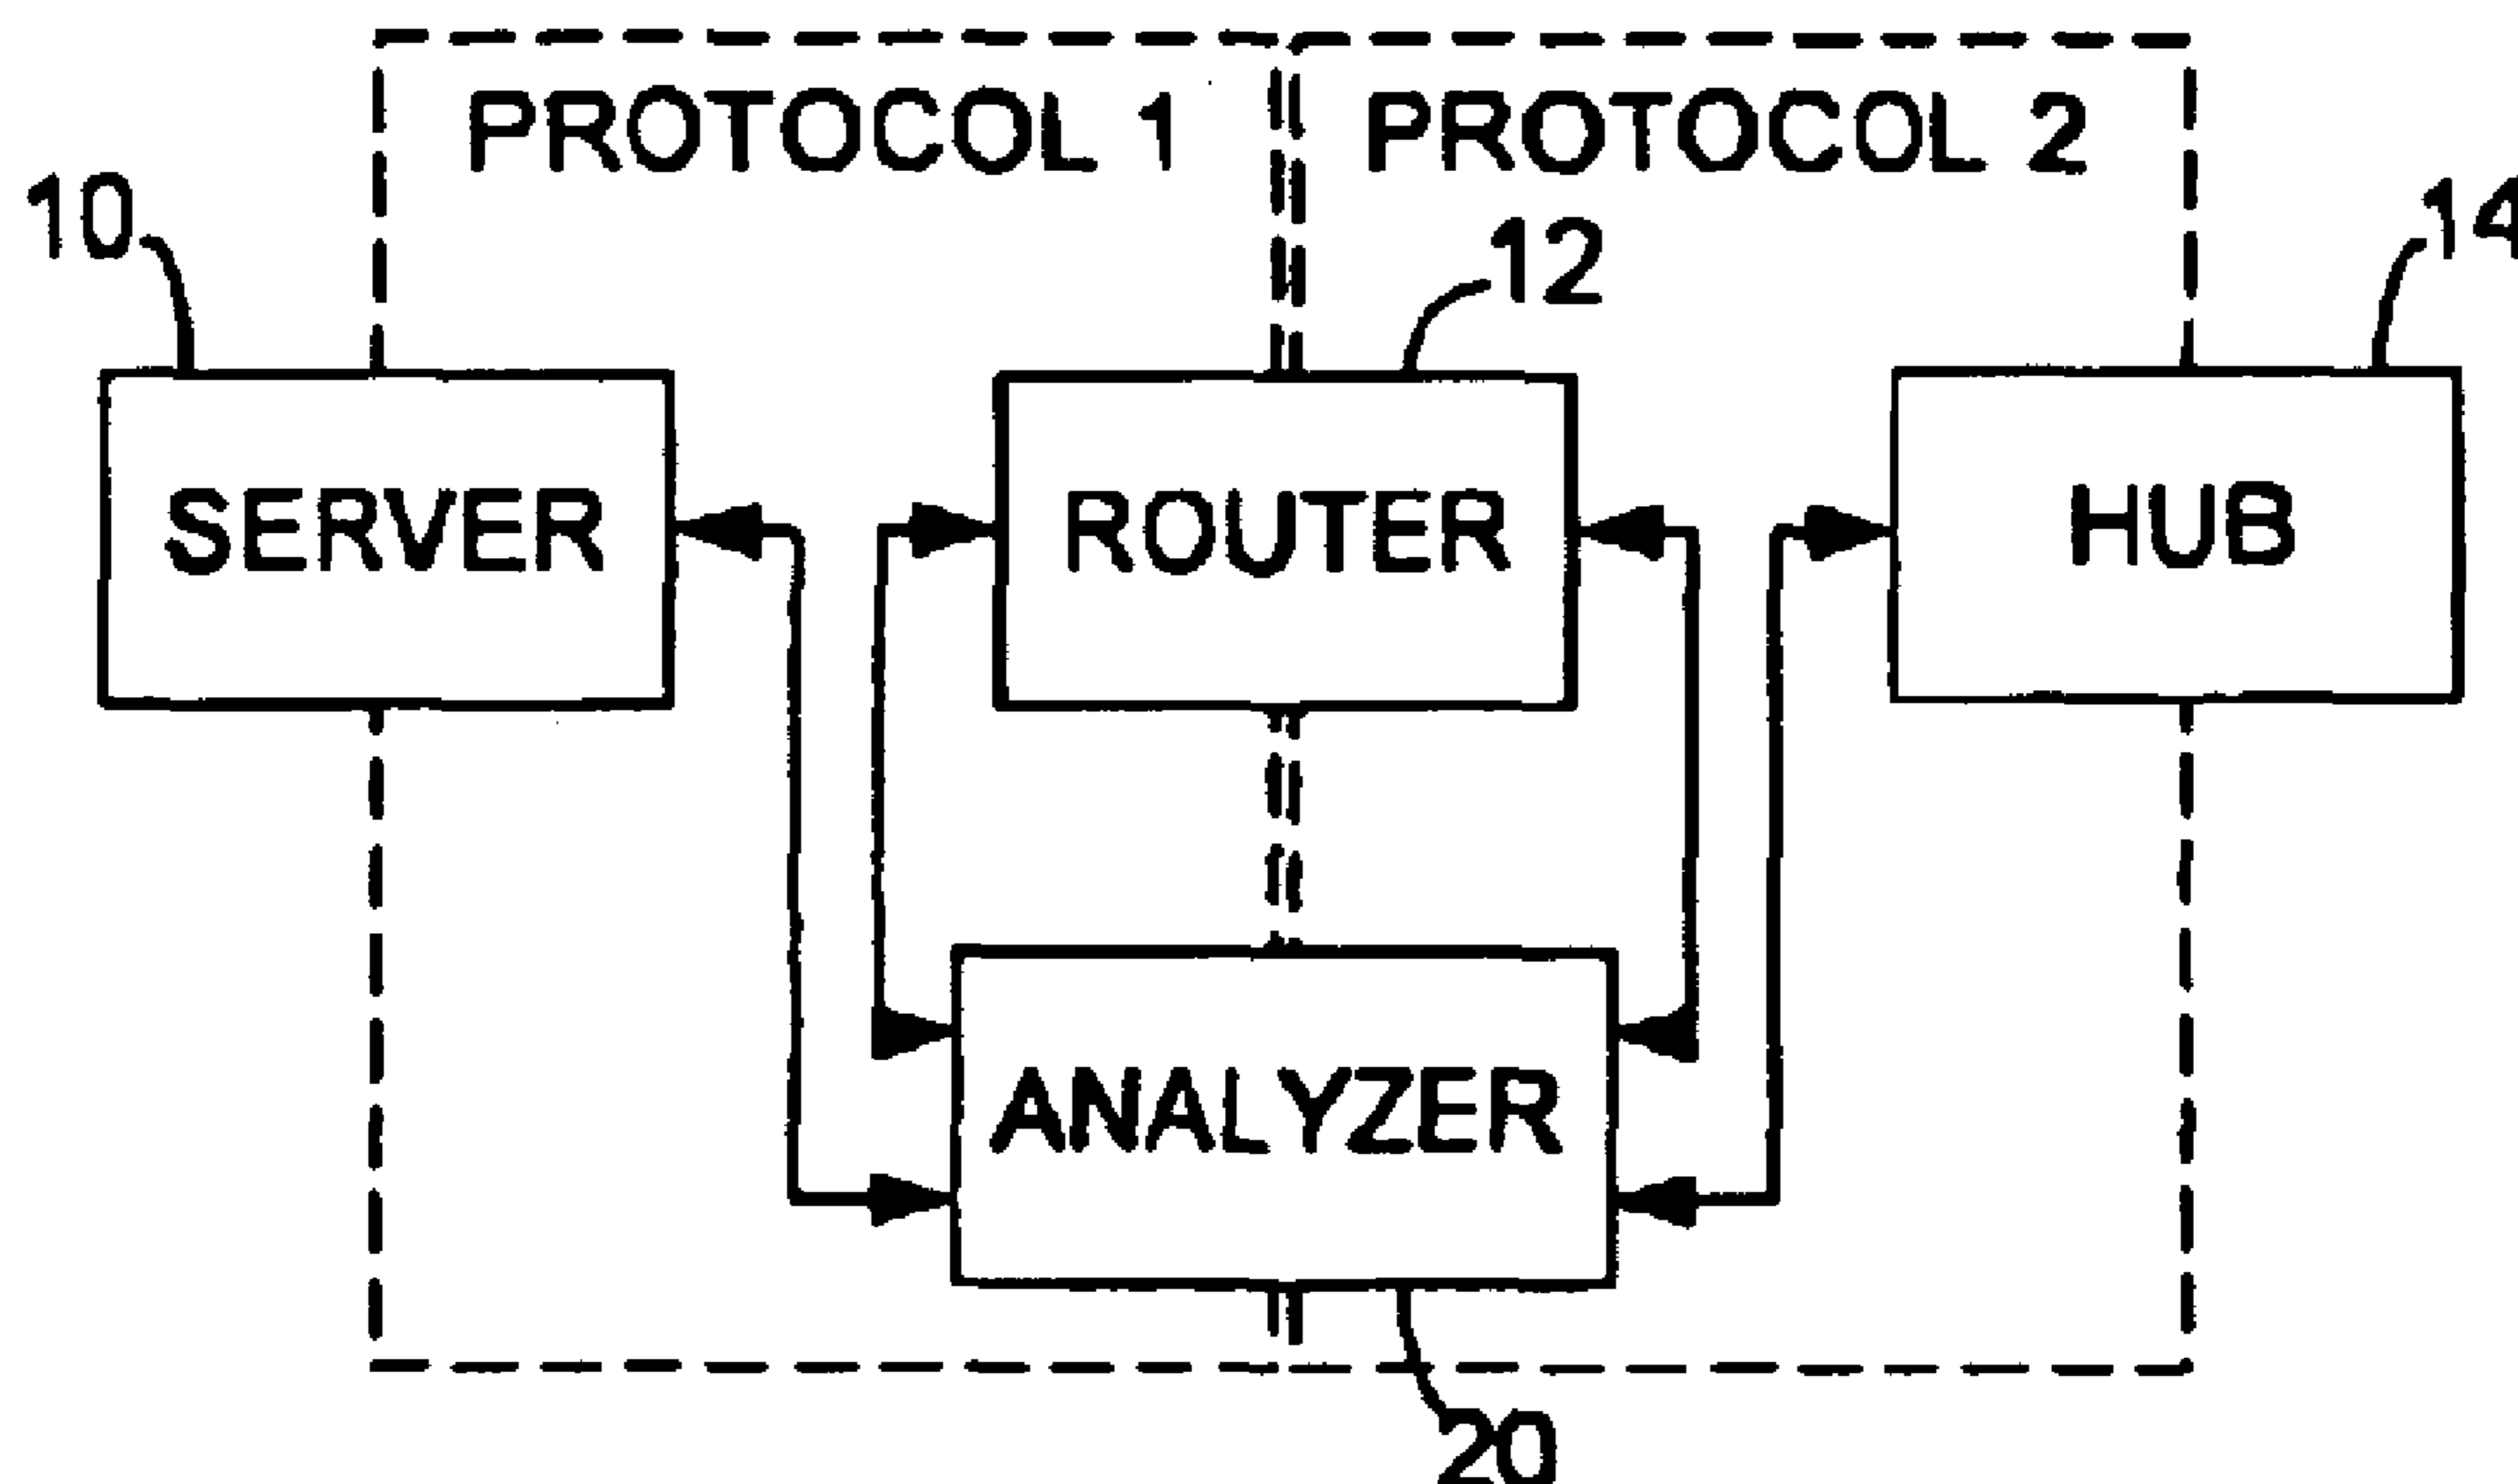 PROTOCOL 1
PROTOCOL 2
10
12
14
SERVER
ROUTER
HUB
ANALYZER
20